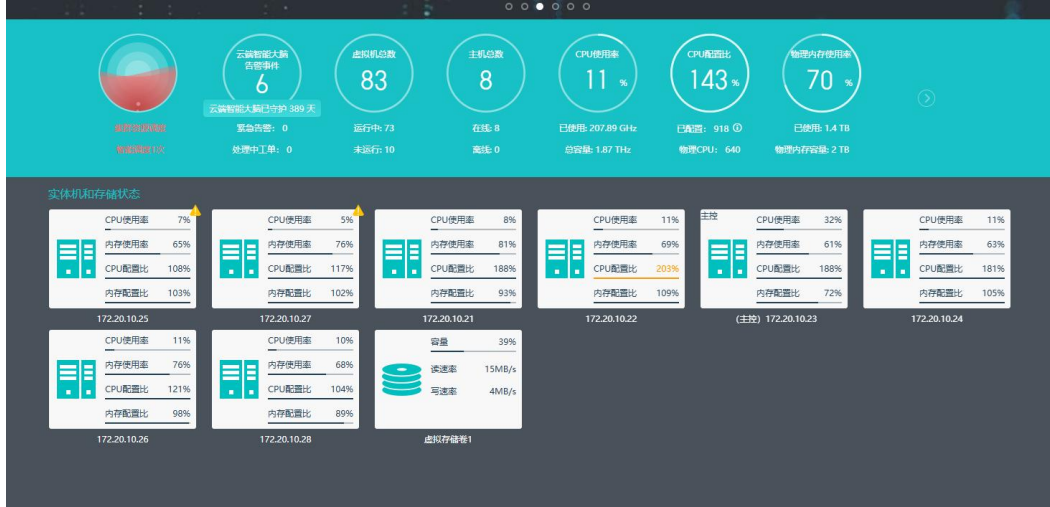 云端智能大脑
告警事件
6
云端智能大脑已守护 389 天
紧急告警: 0
处理中工单: 0
虚拟机总数
83
运行中: 73
未运行: 10
主机总数
8
在线: 8
离线: 0
CPU使用率
11 %
已使用: 207.89 GHz
总容量: 1.87 THz
CPU配置比
143 %
已配置: 918
物理CPU: 640
物理内存使用率
70 %
已使用: 1.4 TB
物理内存容量: 2 TB
实体机和存储状态
CPU使用率 7%
内存使用率 65%
CPU配置比 108%
内存配置比 103%
172.20.10.25
CPU使用率 5%
内存使用率 76%
CPU配置比 117%
内存配置比 102%
172.20.10.27
CPU使用率 8%
内存使用率 81%
CPU配置比 188%
内存配置比 93%
172.20.10.21
CPU使用率 11%
内存使用率 69%
CPU配置比 203%
内存配置比 109%
172.20.10.22
主控
CPU使用率 32%
内存使用率 61%
CPU配置比 188%
内存配置比 72%
(主控) 172.20.10.23
CPU使用率 11%
内存使用率 63%
CPU配置比 181%
内存配置比 105%
172.20.10.24
CPU使用率 11%
内存使用率 76%
CPU配置比 121%
内存配置比 98%
172.20.10.26
CPU使用率 10%
内存使用率 68%
CPU配置比 104%
内存配置比 89%
172.20.10.28
容量 39%
读速率 15MB/s
写速率 4MB/s
虚拟存储卷1